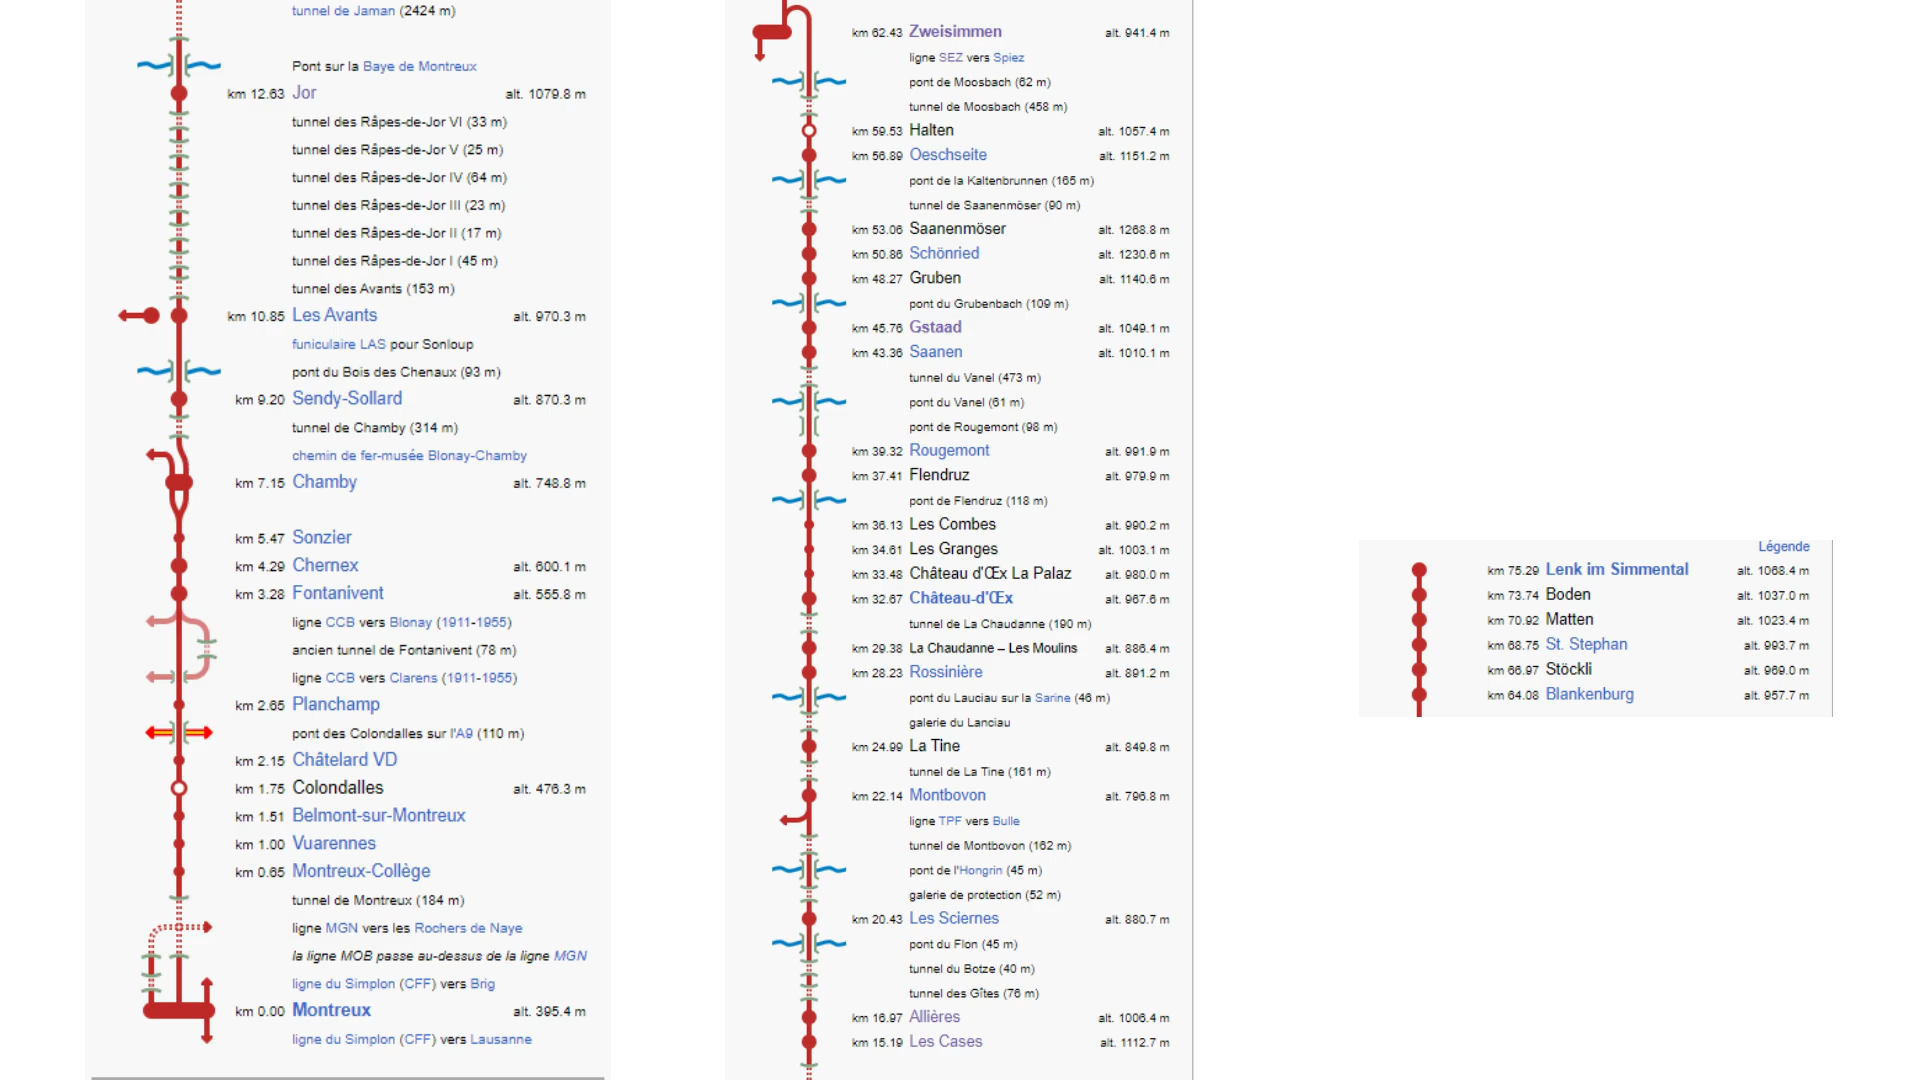 tunnel de Jaman (2424 m)
Pont sur la Baye de Montreux
km 12.63 Jor alt. 1079.8 m
tunnel des Râpes-de-Jor VI (33 m)
tunnel des Râpes-de-Jor V (25 m)
tunnel des Râpes-de-Jor IV (64 m)
tunnel des Râpes-de-Jor III (23 m)
tunnel des Râpes-de-Jor II (17 m)
tunnel des Râpes-de-Jor I (45 m)
tunnel des Avants (153 m)
km 10.85 Les Avants alt. 970.3 m
funiculaire LAS pour Sonloup
pont du Bois des Chenaux (93 m)
km 9.20 Sendy-Sollard alt. 870.3 m
tunnel de Chamby (314 m)
chemin de fer-musée Blonay-Chamby
km 7.15 Chamby alt. 748.8 m
km 5.47 Sonzier
km 4.29 Chernex alt. 600.1 m
km 3.28 Fontanivent alt. 555.8 m
ligne CCB vers Blonay (1911-1955)
ancien tunnel de Fontanivent (78 m)
ligne CCB vers Clarens (1911-1955)
km 2.65 Planchamp
pont des Colondalles sur l'A9 (110 m)
km 2.15 Châtelard VD
km 1.75 Colondalles alt. 476.3 m
km 1.51 Belmont-sur-Montreux
km 1.00 Vuarennes
km 0.65 Montreux-Collège
tunnel de Montreux (184 m)
ligne MGN vers les Rochers de Naye
la ligne MOB passe au-dessus de la ligne MGN
ligne du Simplon (CFF) vers Brig
km 0.00 Montreux alt. 395.4 m
ligne du Simplon (CFF) vers Lausanne
km 62.43 Zweisimmen alt. 941.4 m
ligne SEZ vers Spiez
pont de Moosbach (62 m)
tunnel de Moosbach (458 m)
km 59.53 Halten alt. 1057.4 m
km 56.89 Oeschseite alt. 1151.2 m
pont de la Kaltenbrunnen (165 m)
tunnel de Saanenmöser (90 m)
km 53.06 Saanenmöser alt. 1268.8 m
km 50.86 Schönried alt. 1230.6 m
km 48.27 Gruben alt. 1140.6 m
pont du Grubenbach (109 m)
km 45.76 Gstaad alt. 1049.1 m
km 43.36 Saanen alt. 1010.1 m
tunnel du Vanel (473 m)
pont du Vanel (61 m)
pont de Rougemont (98 m)
km 39.32 Rougemont alt. 991.9 m
km 37.41 Flendruz alt. 979.9 m
pont de Flendruz (118 m)
km 36.13 Les Combes alt. 990.2 m
km 34.61 Les Granges alt. 1003.1 m
km 33.48 Château d'Œx La Palaz alt. 980.0 m
km 32.67 Château-d'Œx alt. 967.6 m
tunnel de La Chaudanne (190 m)
km 29.38 La Chaudanne – Les Moulins alt. 886.4 m
km 28.23 Rossinière alt. 891.2 m
pont du Lauciau sur la Sarine (46 m)
galerie du Lanciau
km 24.99 La Tine alt. 849.8 m
tunnel de La Tine (161 m)
km 22.14 Montbovon alt. 796.8 m
ligne TPF vers Bulle
tunnel de Montbovon (162 m)
pont de l'Hongrin (45 m)
galerie de protection (52 m)
km 20.43 Les Sciernes alt. 880.7 m
pont du Flon (45 m)
tunnel du Botze (40 m)
tunnel des Gîtes (76 m)
km 16.97 Allières alt. 1006.4 m
km 15.19 Les Cases alt. 1112.7 m
Légende
km 75.29 Lenk im Simmental alt. 1068.4 m
km 73.74 Boden alt. 1037.0 m
km 70.92 Matten alt. 1023.4 m
km 68.75 St. Stephan alt. 993.7 m
km 66.97 Stöckli alt. 969.0 m
km 64.08 Blankenburg alt. 957.7 m